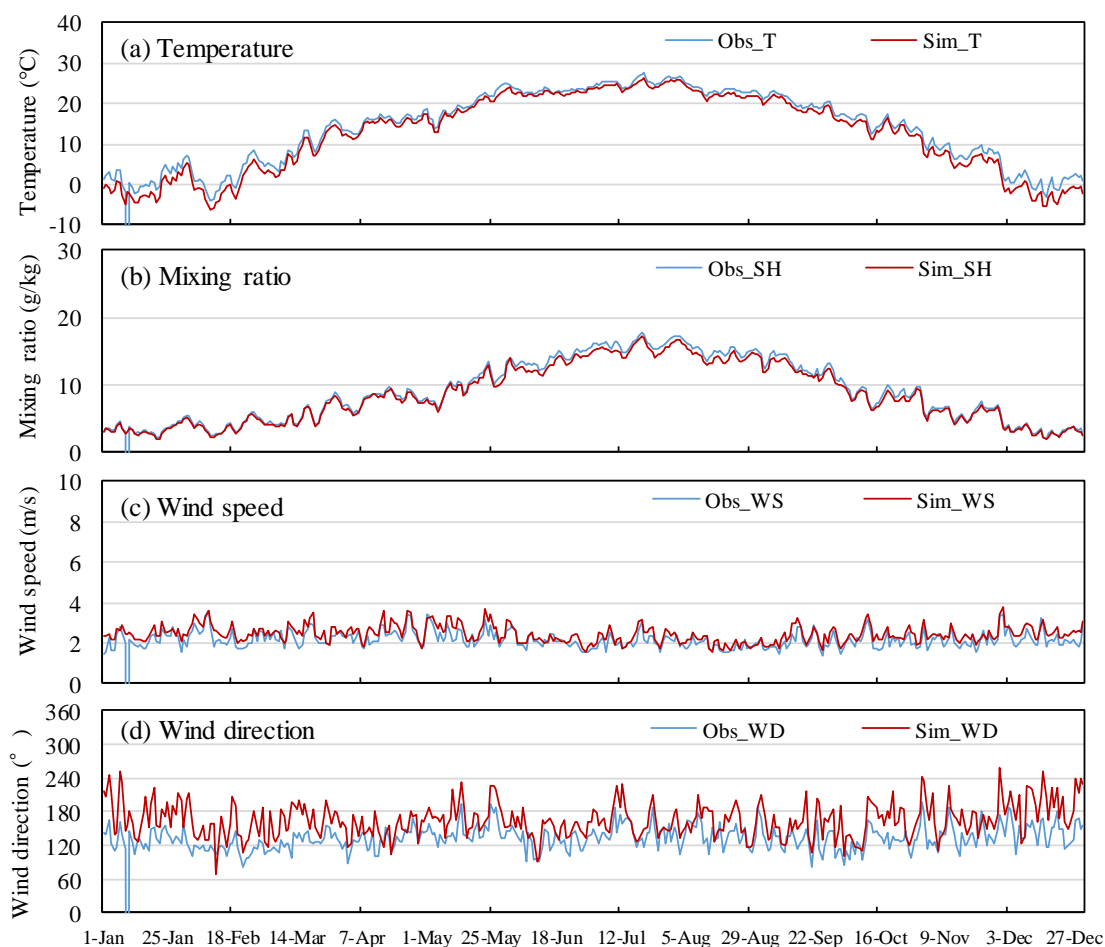 (a) Temperature
Obs_T
Sim_T
Temperature (°C)
40
30
20
10
0
-10
(b) Mixing ratio
Obs_SH
Sim_SH
Mixing ratio (g/kg)
30
20
10
0
(c) Wind speed
Obs_WS
Sim_WS
Wind speed (m/s)
10
8
6
4
2
0
(d) Wind direction
Obs_WD
Sim_WD
Wind direction (°)
360
300
240
180
120
60
0
1-Jan 25-Jan 18-Feb 14-Mar 7-Apr 1-May 25-May 18-Jun 12-Jul 5-Aug 29-Aug 22-Sep 16-Oct 9-Nov 3-Dec 27-Dec